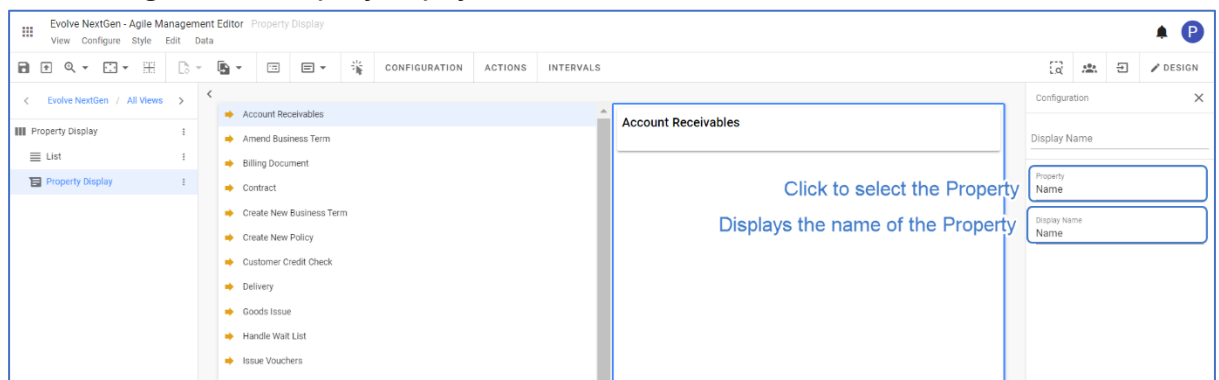 Evolve NextGen - Agile Management Editor Property Display
View Configure Style Edit Data
P
CONFIGURATION ACTIONS INTERVALS
DESIGN
Evolve NextGen / All Views
Property Display
List
Property Display
Account Receivables
Amend Business Term
Billing Document
Contract
Create New Business Term
Create New Policy
Customer Credit Check
Delivery
Goods Issue
Handle Wait List
Issue Vouchers
Account Receivables
Click to select the Property
Displays the name of the Property
Configuration
Display Name
Property
Name
Display Name
Name